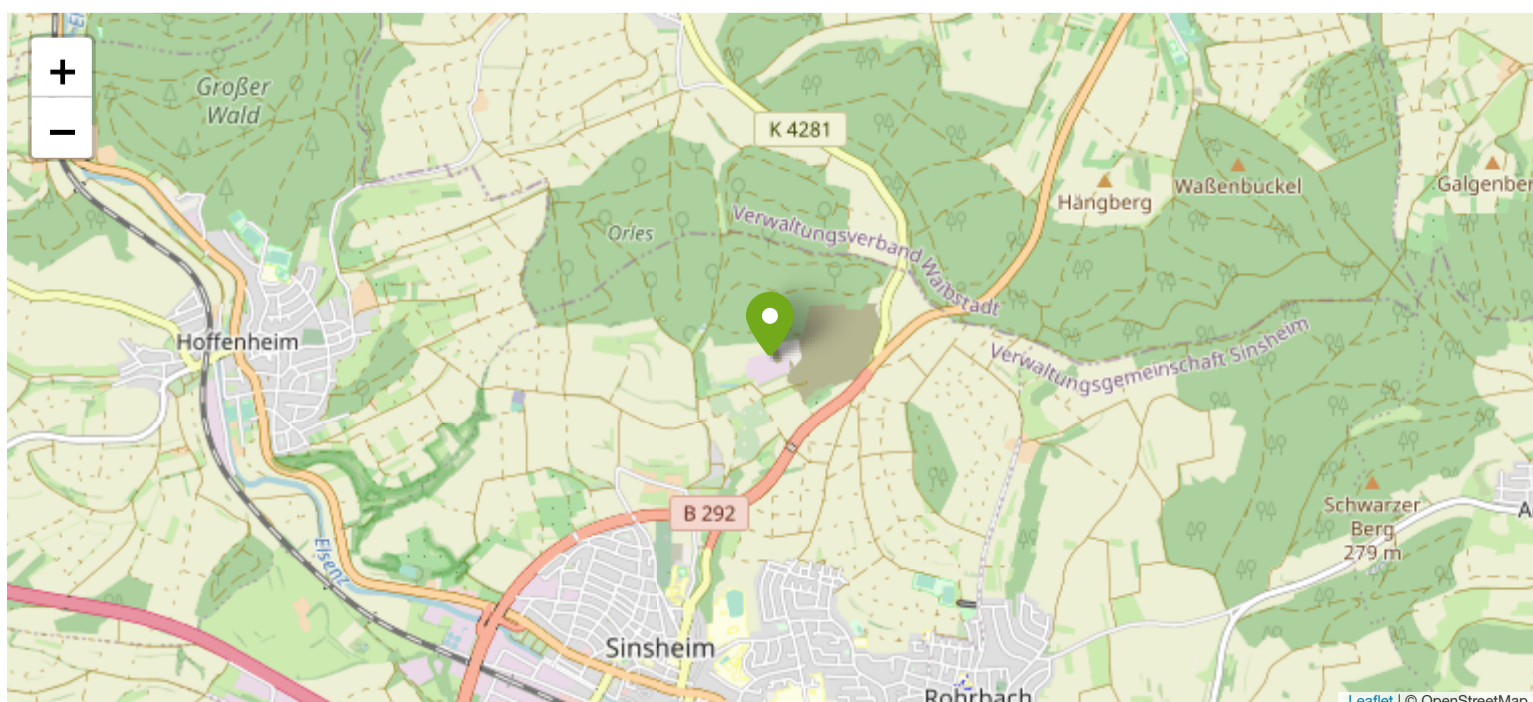 +
−
Großer
Wald
K 4281
Waßenbuckel
Galgenber
Hängberg
Orles
Verwaltungsverband Waibstadt
Hoffenheim
Verwaltungsgemeinschaft Sinsheim
B 292
Schwarzer
Berg
279 m
A
Elsenz
Sinsheim
Rohrbach
Leaflet | © OpenStreetMap